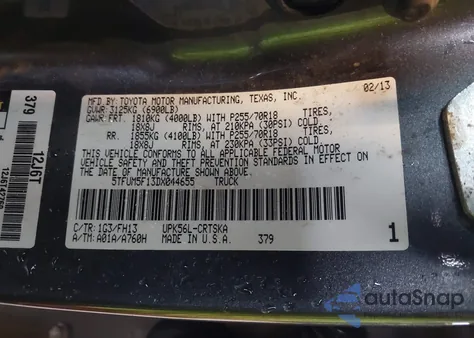 MFD.BY:TOYOTA MOTOR MANUFACTURING, TEXAS, INC. 02/13
GVWR: 3125KG (6900LB)
GAWR: FRT. 1810KG (4000LB) WITH P255/70R18 TIRES,
18X8J RIMS, AT 210KPA (30PSI) COLD.
RR. 1855KG (4100LB) WITH P255/70R18 TIRES,
18X8J RIMS, AT 230KPA (33PSI) COLD.
THIS VEHICLE CONFORMS TO ALL APPLICABLE FEDERAL MOTOR
VEHICLE SAFETY AND THEFT PREVENTION STANDARDS IN EFFECT ON
THE DATE OF MANUFACTURE SHOWN ABOVE.
5TFUM5F13DX044655 TRUCK
C/TR: 1G3/FH13 UPK56L-CRTSKA
A/TM: A01A/A760H MADE IN U.S.A. 379 1
379 1216T
autoSnap